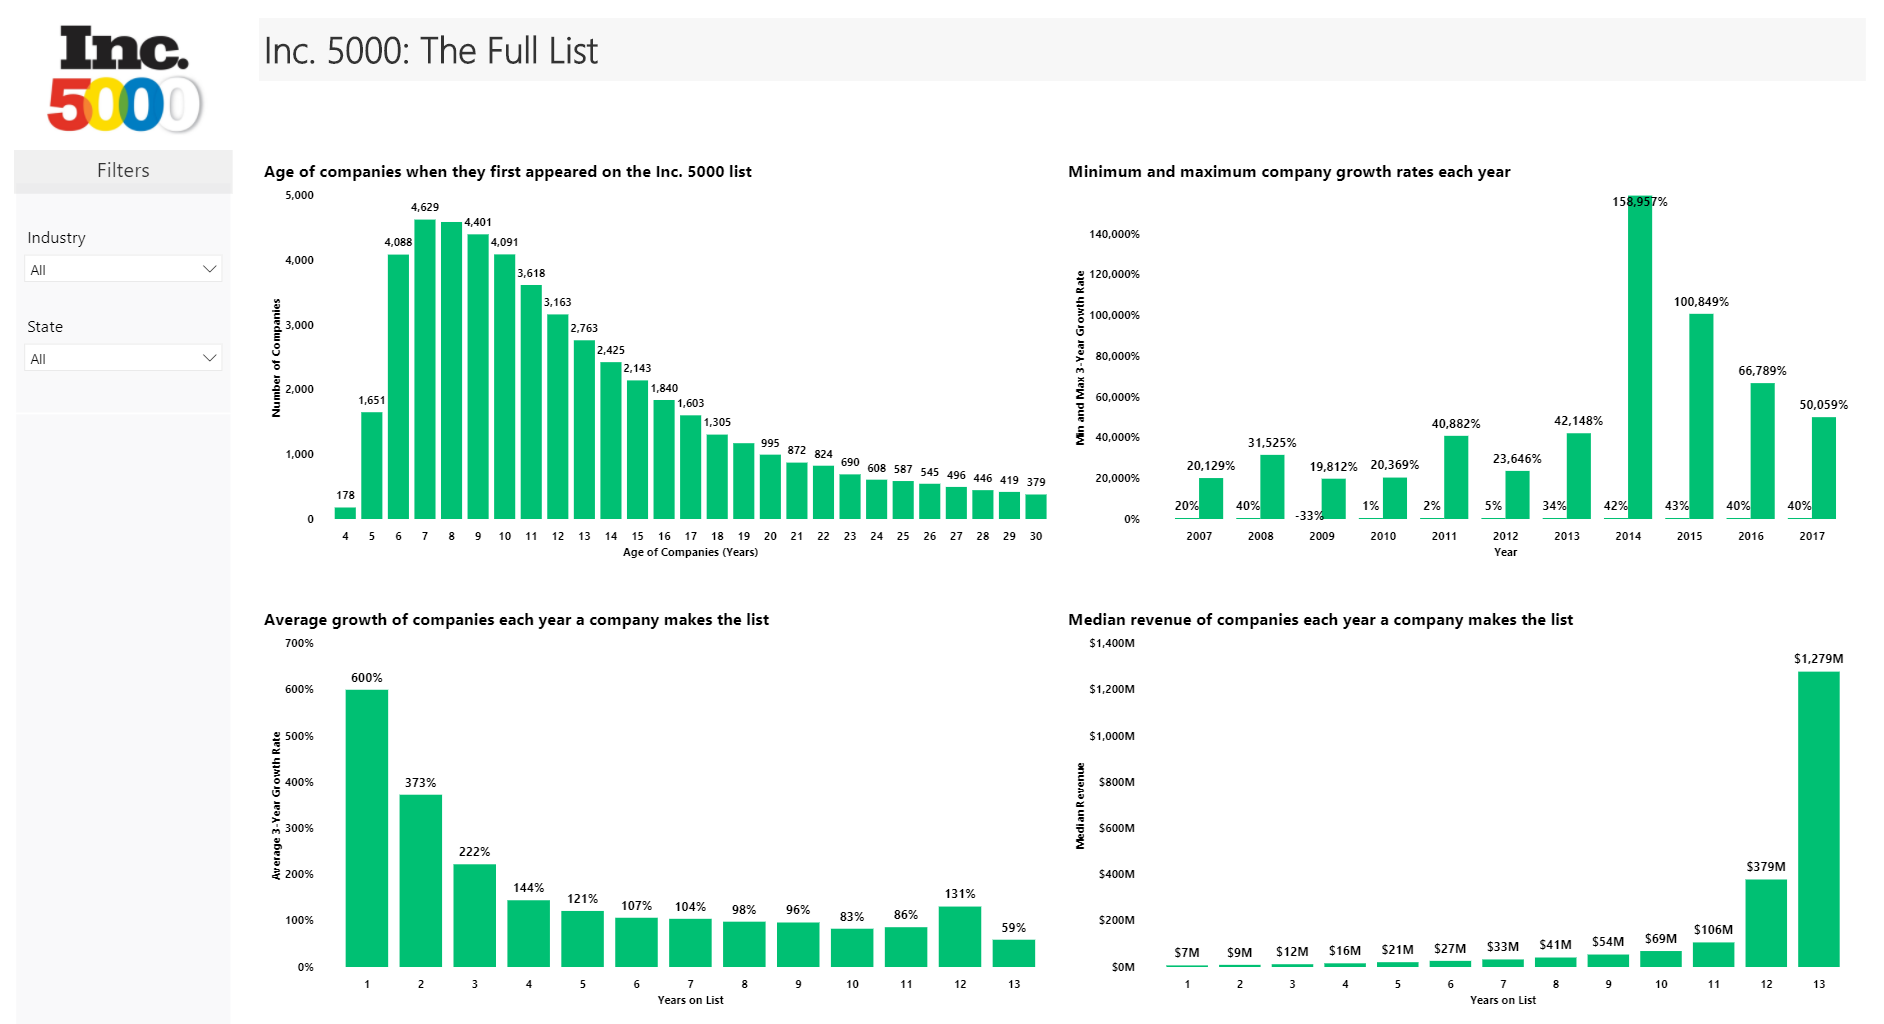 Inc.
5000
Inc. 5000: The Full List
Filters
Industry
All
State
All
Age of companies when they first appeared on the Inc. 5000 list
Number of Companies
5,000
4,000
3,000
2,000
1,000
0
178
1,651
4,088
4,629
4,401
4,091
3,618
3,163
2,763
2,425
2,143
1,840
1,603
1,305
995
872
824
690
608
587
545
496
446
419
379
4 5 6 7 8 9 10 11 12 13 14 15 16 17 18 19 20 21 22 23 24 25 26 27 28 29 30
Age of Companies (Years)
Minimum and maximum company growth rates each year
Min and Max 3-Year Growth Rate
140,000%
120,000%
100,000%
80,000%
60,000%
40,000%
20,000%
0%
20%
20,129%
40%
31,525%
-33%
19,812%
1%
20,369%
2%
40,882%
5%
23,646%
34%
42,148%
42%
158,957%
43%
100,849%
40%
66,789%
40%
50,059%
2007 2008 2009 2010 2011 2012 2013 2014 2015 2016 2017
Year
Average growth of companies each year a company makes the list
Average 3-Year Growth Rate
700%
600%
500%
400%
300%
200%
100%
0%
600%
373%
222%
144%
121%
107%
104%
98%
96%
83%
86%
131%
59%
1 2 3 4 5 6 7 8 9 10 11 12 13
Years on List
Median revenue of companies each year a company makes the list
Median Revenue
$1,400M
$1,200M
$1,000M
$800M
$600M
$400M
$200M
$0M
$7M
$9M
$12M
$16M
$21M
$27M
$33M
$41M
$54M
$69M
$106M
$379M
$1,279M
1 2 3 4 5 6 7 8 9 10 11 12 13
Years on List